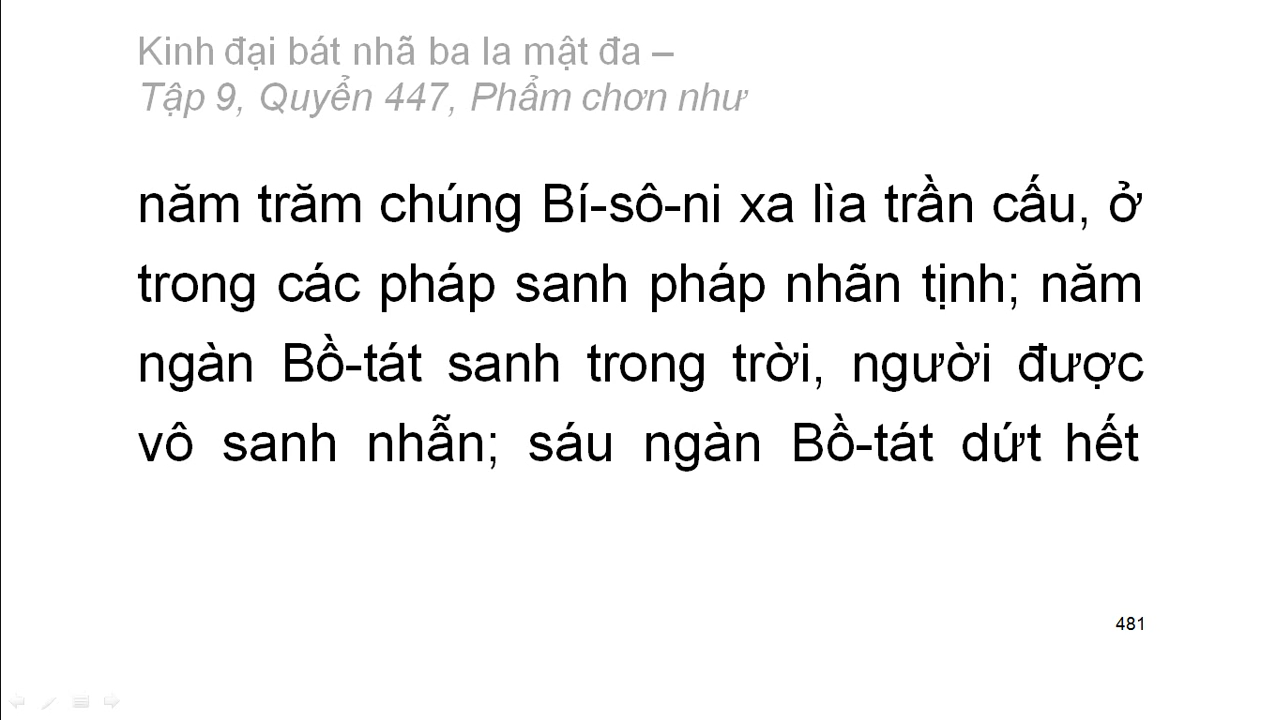 Kinh đại bát nhã ba la mật đa –
Tập 9, Quyển 447, Phẩm chơn như
năm trăm chúng Bí-sô-ni xa lìa trần cấu, ở
trong các pháp sanh pháp nhãn tịnh; năm
ngàn Bồ-tát sanh trong trời, người được
vô sanh nhẫn; sáu ngàn Bồ-tát dứt hết
481